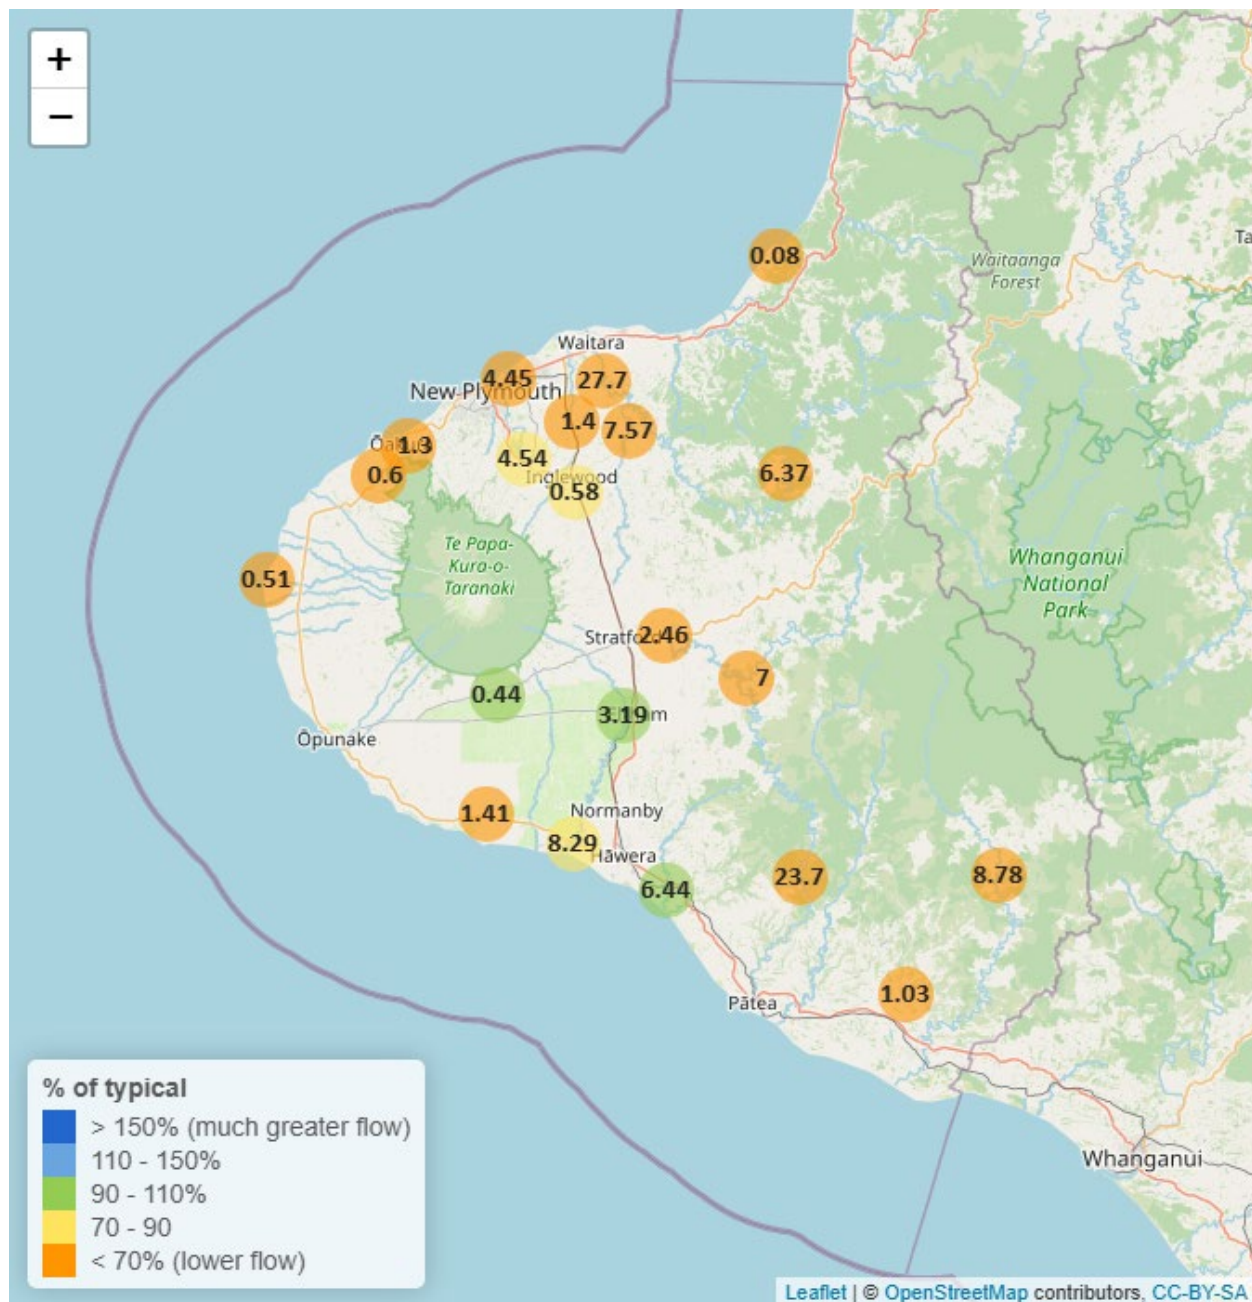 +
−
Waitaanga
Forest
Ta
0.08
Waitara
4.45
27.7
New Plymouth
1.4
7.57
1.3
4.54
0.6
Inglewood
6.37
0.58
Te Papa-
Kura-o-
Taranaki
Whanganui
National
Park
0.51
Stratford
2.46
7
0.44
3.19
Ōpunake
1.41
Normanby
8.29
Hāwera
6.44
23.7
8.78
1.03
Pātea
Whanganui
% of typical
> 150% (much greater flow)
110 - 150%
90 - 110%
70 - 90
< 70% (lower flow)
Leaflet | © OpenStreetMap contributors, CC-BY-SA